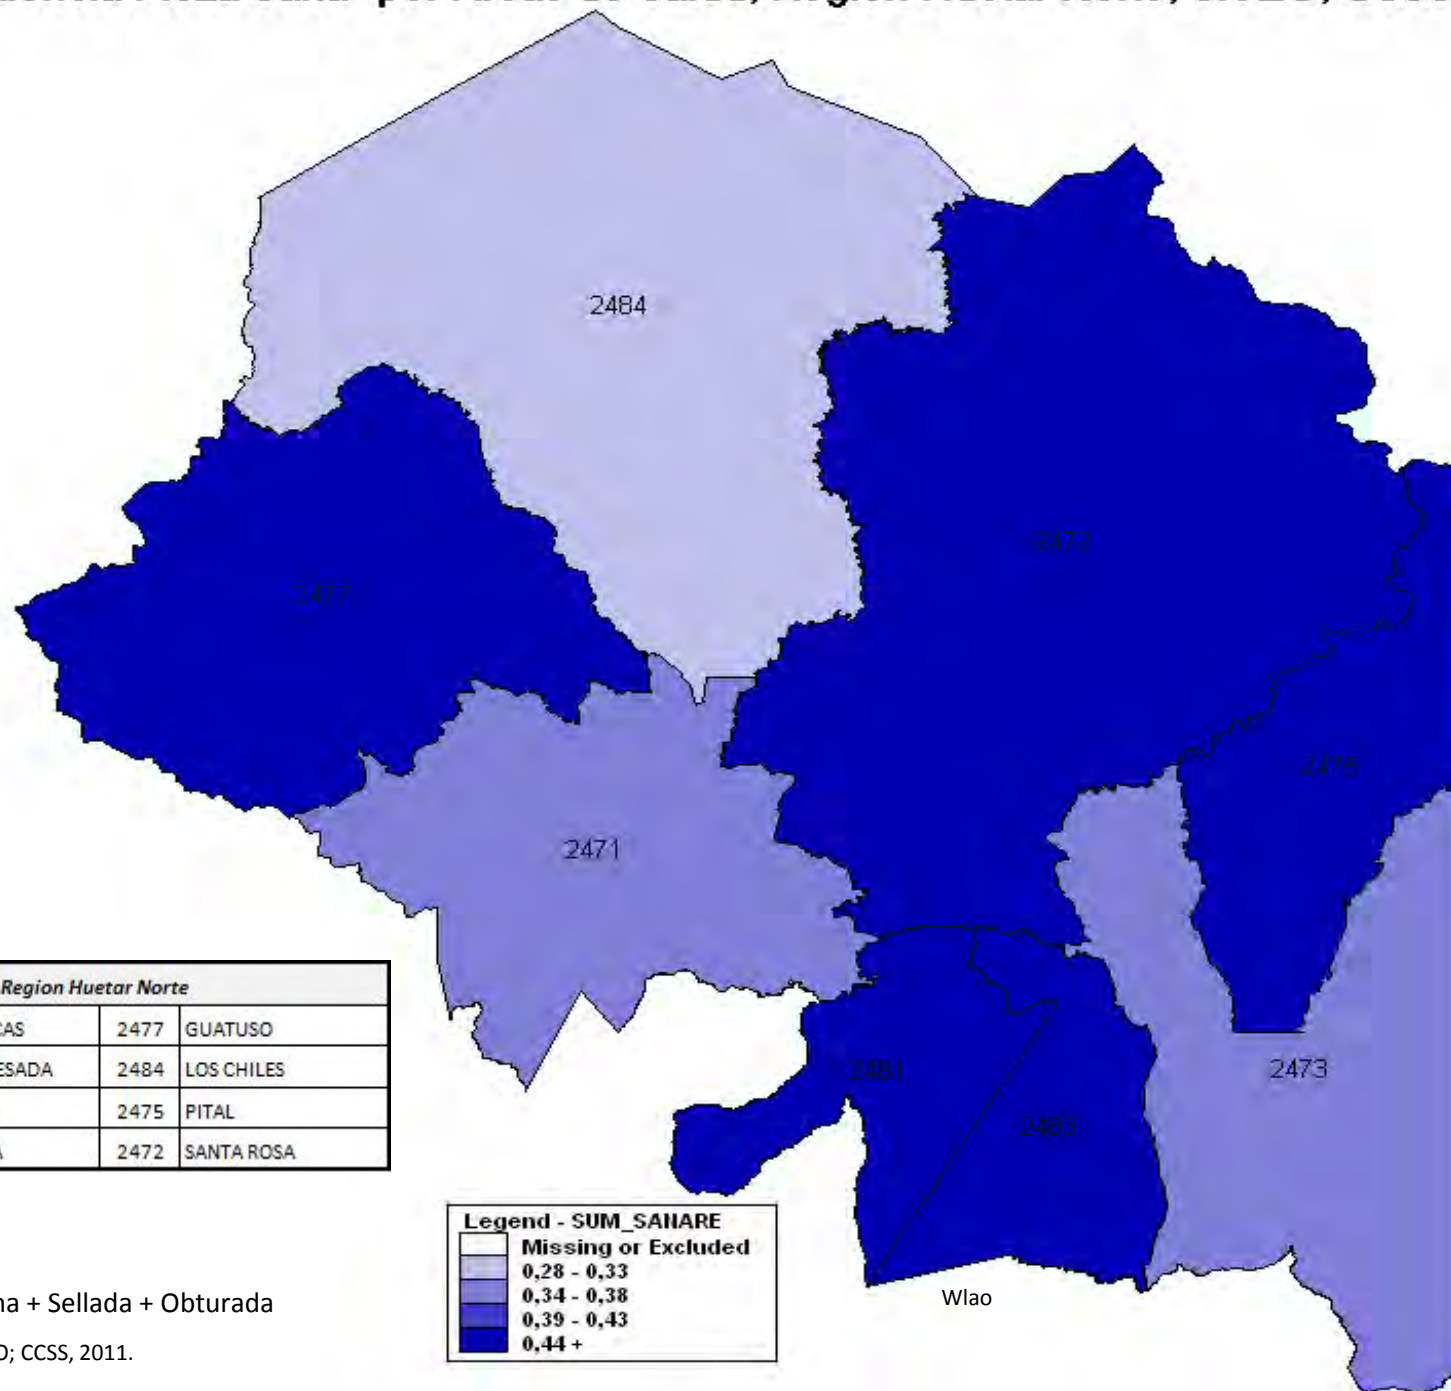 2484
2472
2477
2475
2471
2481
2483
2473
Region Huetar Norte
CAS 2477 GUATUSO
ESADA 2484 LOS CHILES
2475 PITAL
A 2472 SANTA ROSA
Legend - SUM_SANARE
Missing or Excluded
0,28 - 0,33
0,34 - 0,38
0,39 - 0,43
0,44 +
na + Sellada + Obturada
O; CCSS, 2011.
Wlao